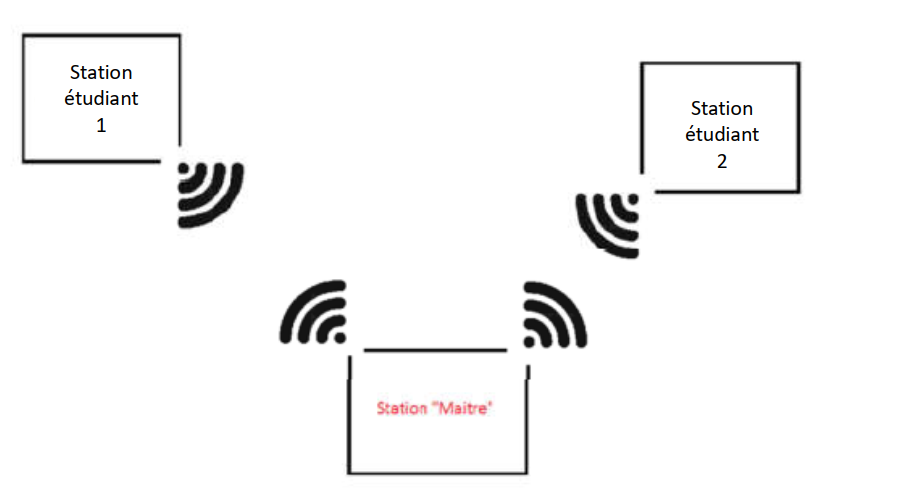 Station
étudiant
1
Station
étudiant
2
Station "Maitre"